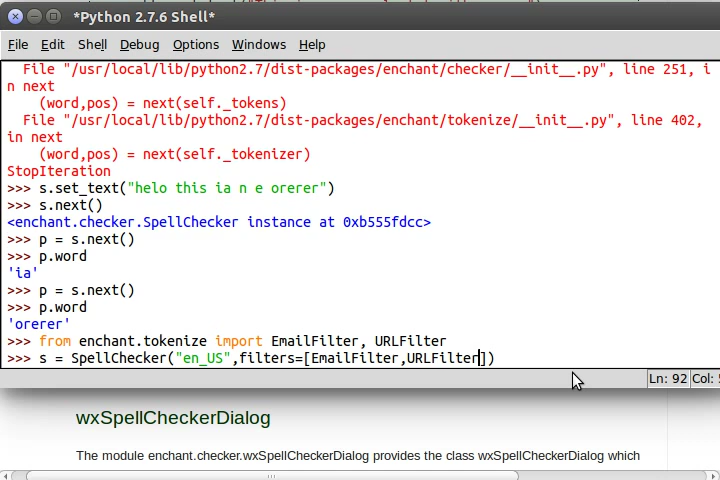 *Python 2.7.6 Shell*
File Edit Shell Debug Options Windows Help
File "/usr/local/lib/python2.7/dist-packages/enchant/checker/__init__.py", line 251, i
n next
(word,pos) = next(self._tokens)
File "/usr/local/lib/python2.7/dist-packages/enchant/tokenize/__init__.py", line 402,
in next
(word,pos) = next(self._tokenizer)
StopIteration
>>> s.set_text("helo this ia n e orerer")
>>> s.next()
<enchant.checker.SpellChecker instance at 0xb555fdcc>
>>> p = s.next()
>>> p.word
'ia'
>>> p = s.next()
>>> p.word
'orerer'
>>> from enchant.tokenize import EmailFilter, URLFilter
>>> s = SpellChecker("en_US",filters=[EmailFilter,URLFilter])
Ln: 92 Col:
wxSpellCheckerDialog
The module enchant.checker.wxSpellCheckerDialog provides the class wxSpellCheckerDialog which